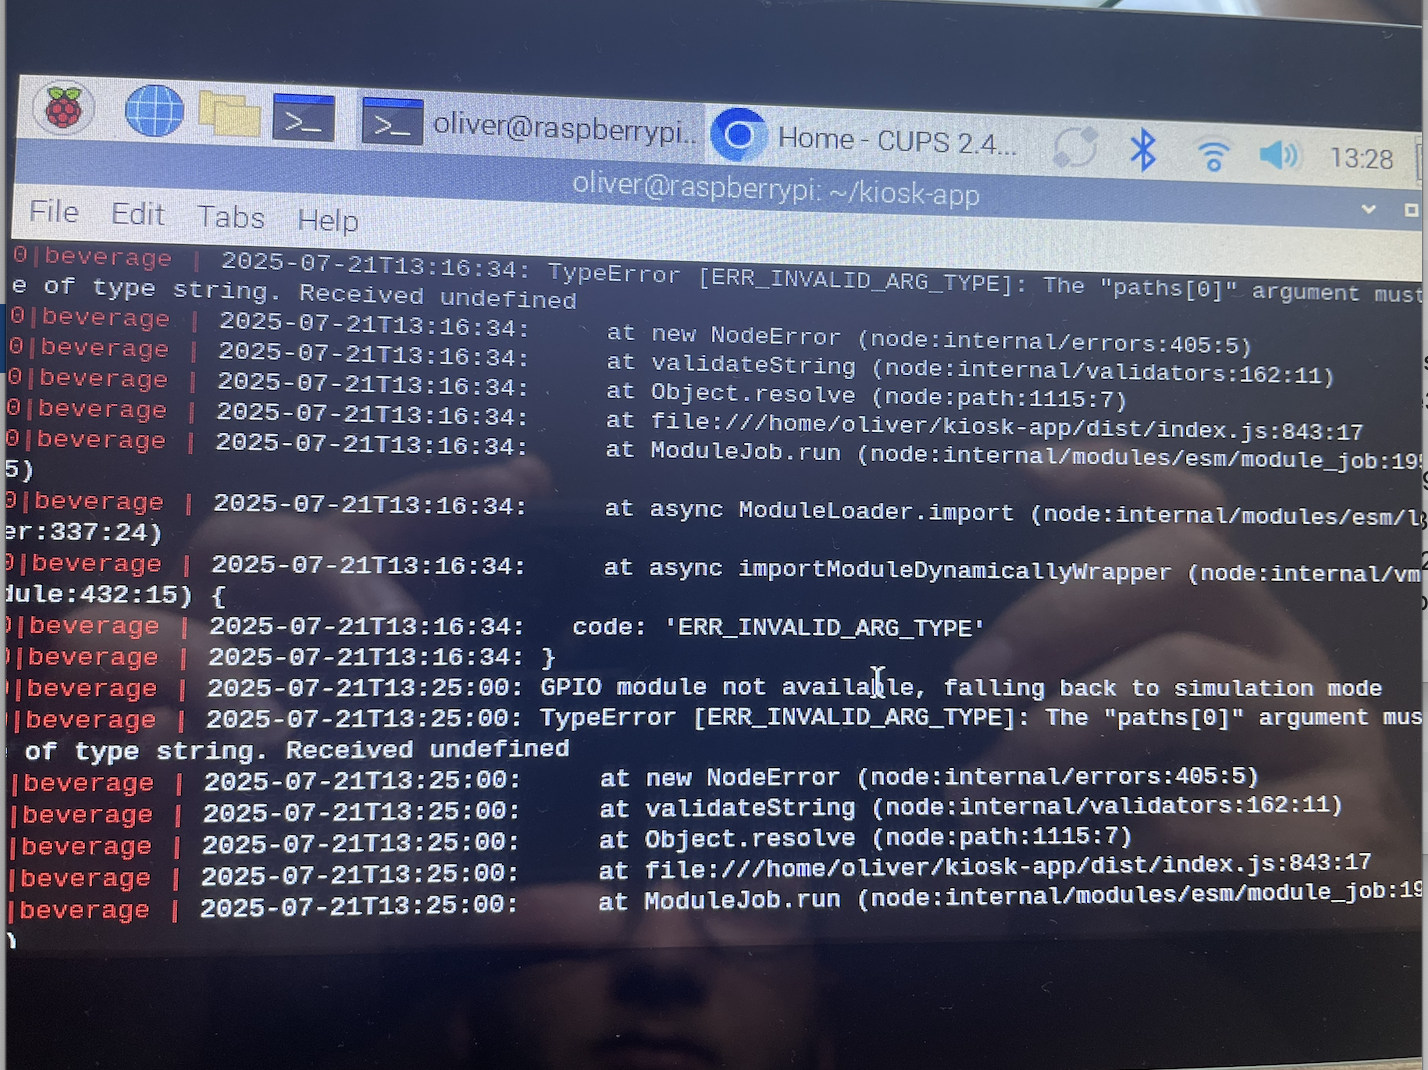 oliver@raspberrypi.. Home - CUPS 2.4... 13:28
oliver@raspberrypi: ~/kiosk-app
File Edit Tabs Help
0|beverage | 2025-07-21T13:16:34: TypeError [ERR_INVALID_ARG_TYPE]: The "paths[0]" argument must
e of type string. Received undefined
0|beverage | 2025-07-21T13:16:34:     at new NodeError (node:internal/errors:405:5)
0|beverage | 2025-07-21T13:16:34:     at validateString (node:internal/validators:162:11)
0|beverage | 2025-07-21T13:16:34:     at Object.resolve (node:path:1115:7)
0|beverage | 2025-07-21T13:16:34:     at file:///home/oliver/kiosk-app/dist/index.js:843:17
0|beverage | 2025-07-21T13:16:34:     at ModuleJob.run (node:internal/modules/esm/module_job:195
5)
0|beverage | 2025-07-21T13:16:34:     at async ModuleLoader.import (node:internal/modules/esm/l
er:337:24)
0|beverage | 2025-07-21T13:16:34:     at async importModuleDynamicallyWrapper (node:internal/vm
dule:432:15) {
|beverage | 2025-07-21T13:16:34:   code: 'ERR_INVALID_ARG_TYPE'
|beverage | 2025-07-21T13:16:34: }
|beverage | 2025-07-21T13:25:00: GPIO module not available, falling back to simulation mode
|beverage | 2025-07-21T13:25:00: TypeError [ERR_INVALID_ARG_TYPE]: The "paths[0]" argument mus
of type string. Received undefined
|beverage | 2025-07-21T13:25:00:     at new NodeError (node:internal/errors:405:5)
|beverage | 2025-07-21T13:25:00:     at validateString (node:internal/validators:162:11)
|beverage | 2025-07-21T13:25:00:     at Object.resolve (node:path:1115:7)
|beverage | 2025-07-21T13:25:00:     at file:///home/oliver/kiosk-app/dist/index.js:843:17
|beverage | 2025-07-21T13:25:00:     at ModuleJob.run (node:internal/modules/esm/module_job:19
)